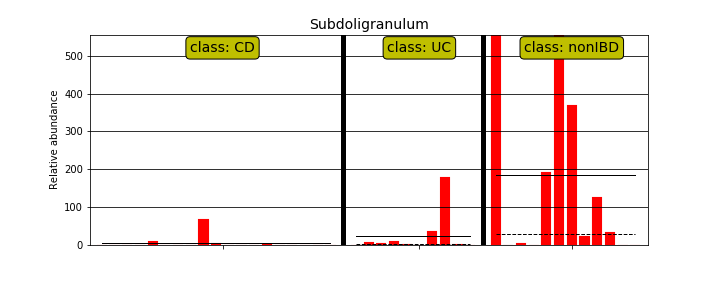 Subdoligranulum
class: CD
class: UC
class: nonIBD
Relative abundance
500
400
300
200
100
0